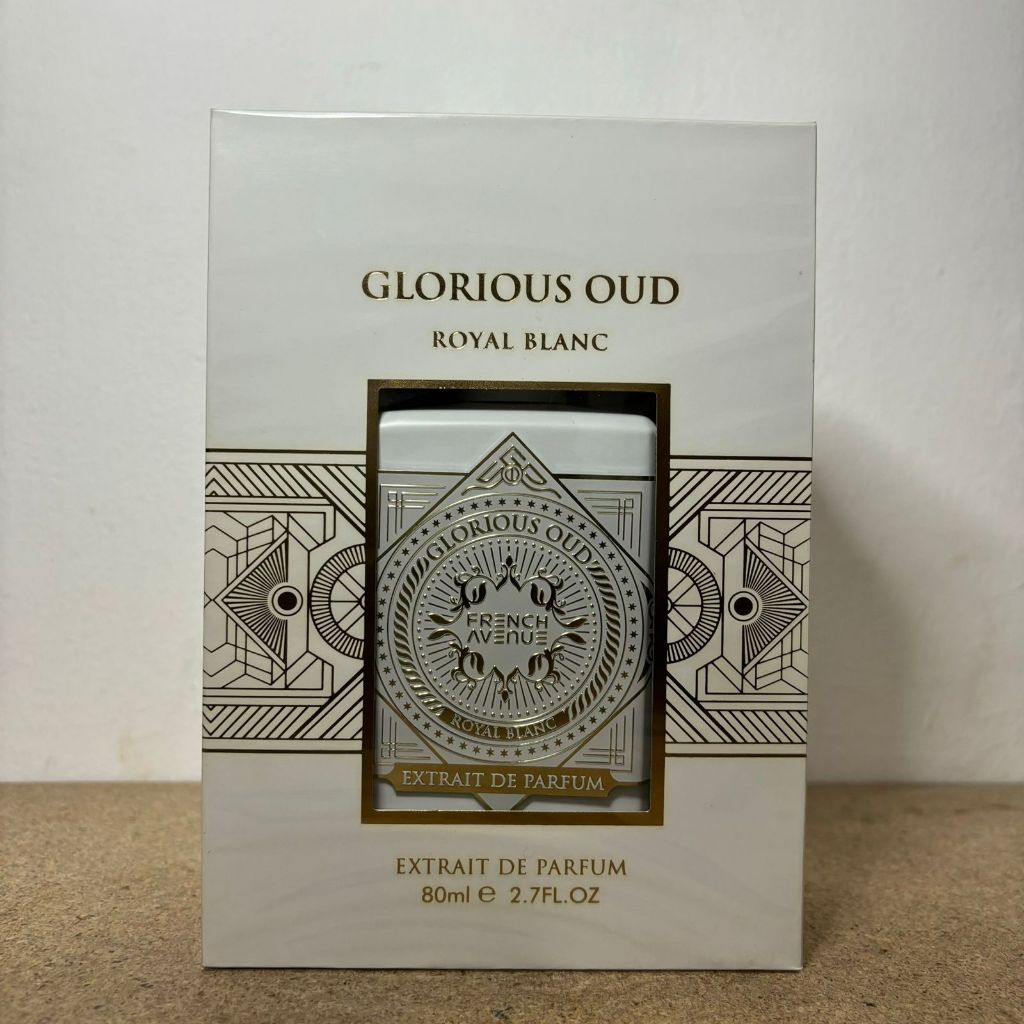 GLORIOUS OUD
ROYAL BLANC
GLORIOUS OUD
FRENCH
AVENUE
ROYAL BLANC
EXTRAIT DE PARFUM
EXTRAIT DE PARFUM
80ml ℮ 2.7FL.OZ